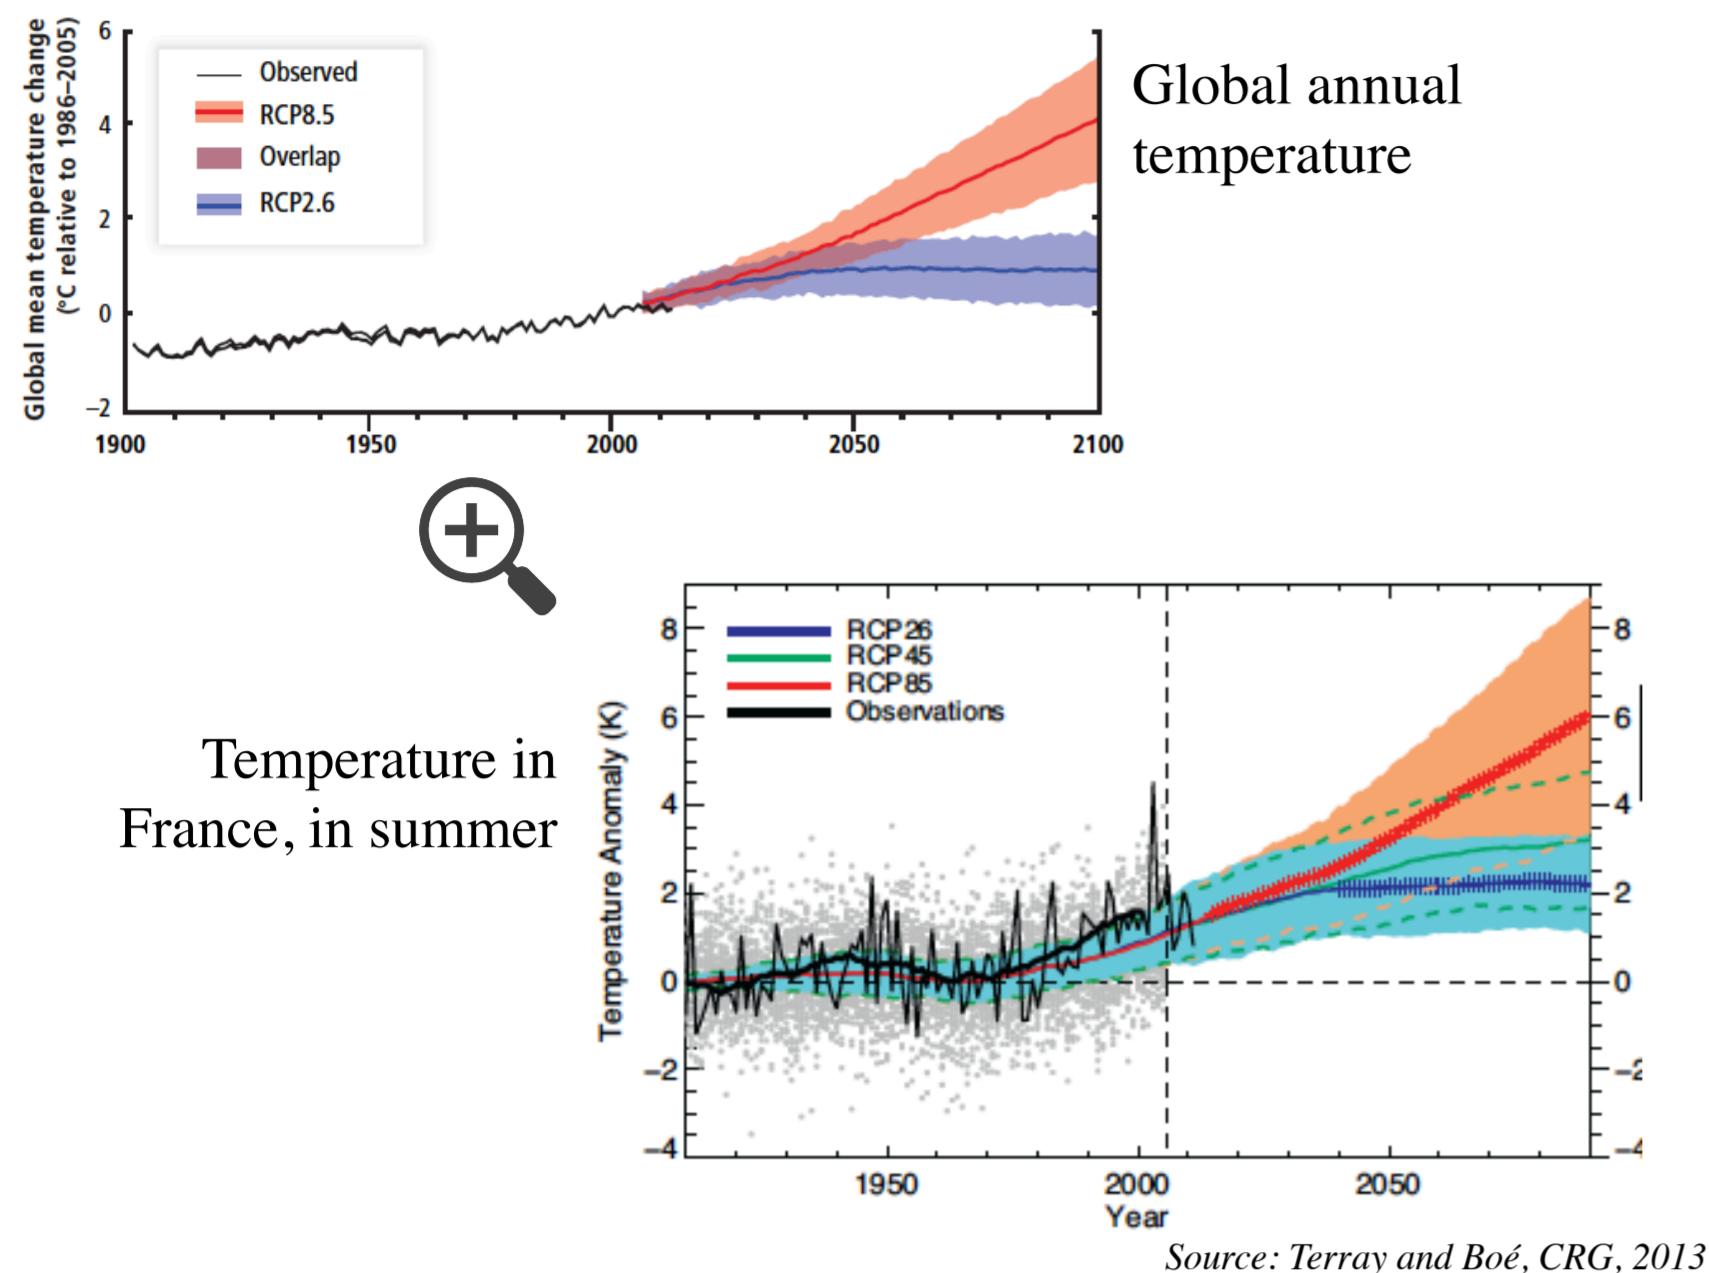 Global mean temperature change
(°C relative to 1986–2005)
6
4
2
0
−2
Observed
RCP8.5
Overlap
RCP2.6
1900
1950
2000
2050
2100
Global annual
temperature
Temperature in
France, in summer
Temperature Anomaly (K)
8
6
4
2
0
−2
−4
RCP26
RCP45
RCP85
Observations
8
6
4
2
0
−2
−4
1950
2000
2050
Year
Source: Terray and Boé, CRG, 2013